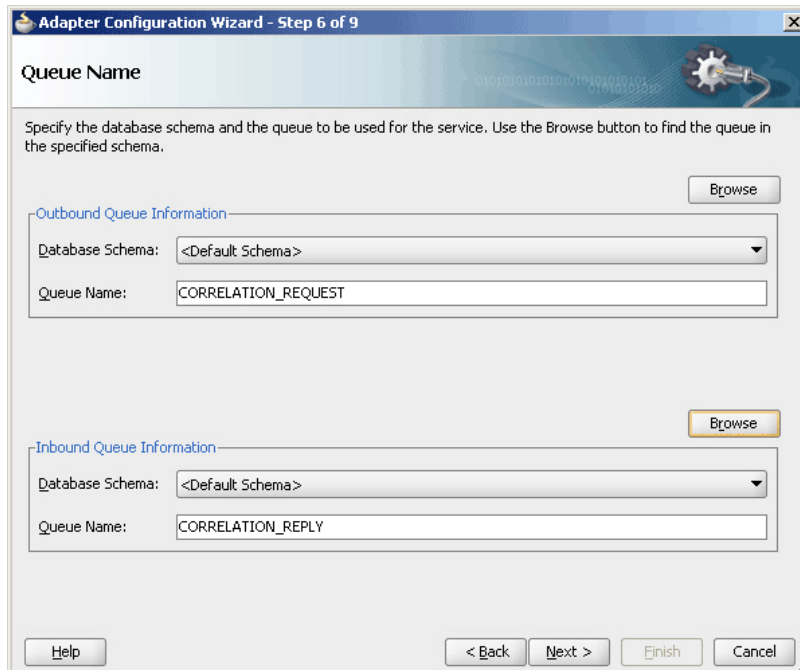 Adapter Configuration Wizard - Step 6 of 9
Queue Name
Specify the database schema and the queue to be used for the service. Use the Browse button to find the queue in
the specified schema.
Browse
Outbound Queue Information
Database Schema: <Default Schema>
Queue Name: CORRELATION_REQUEST
Browse
Inbound Queue Information
Database Schema: <Default Schema>
Queue Name: CORRELATION_REPLY
Help < Back Next > Finish Cancel